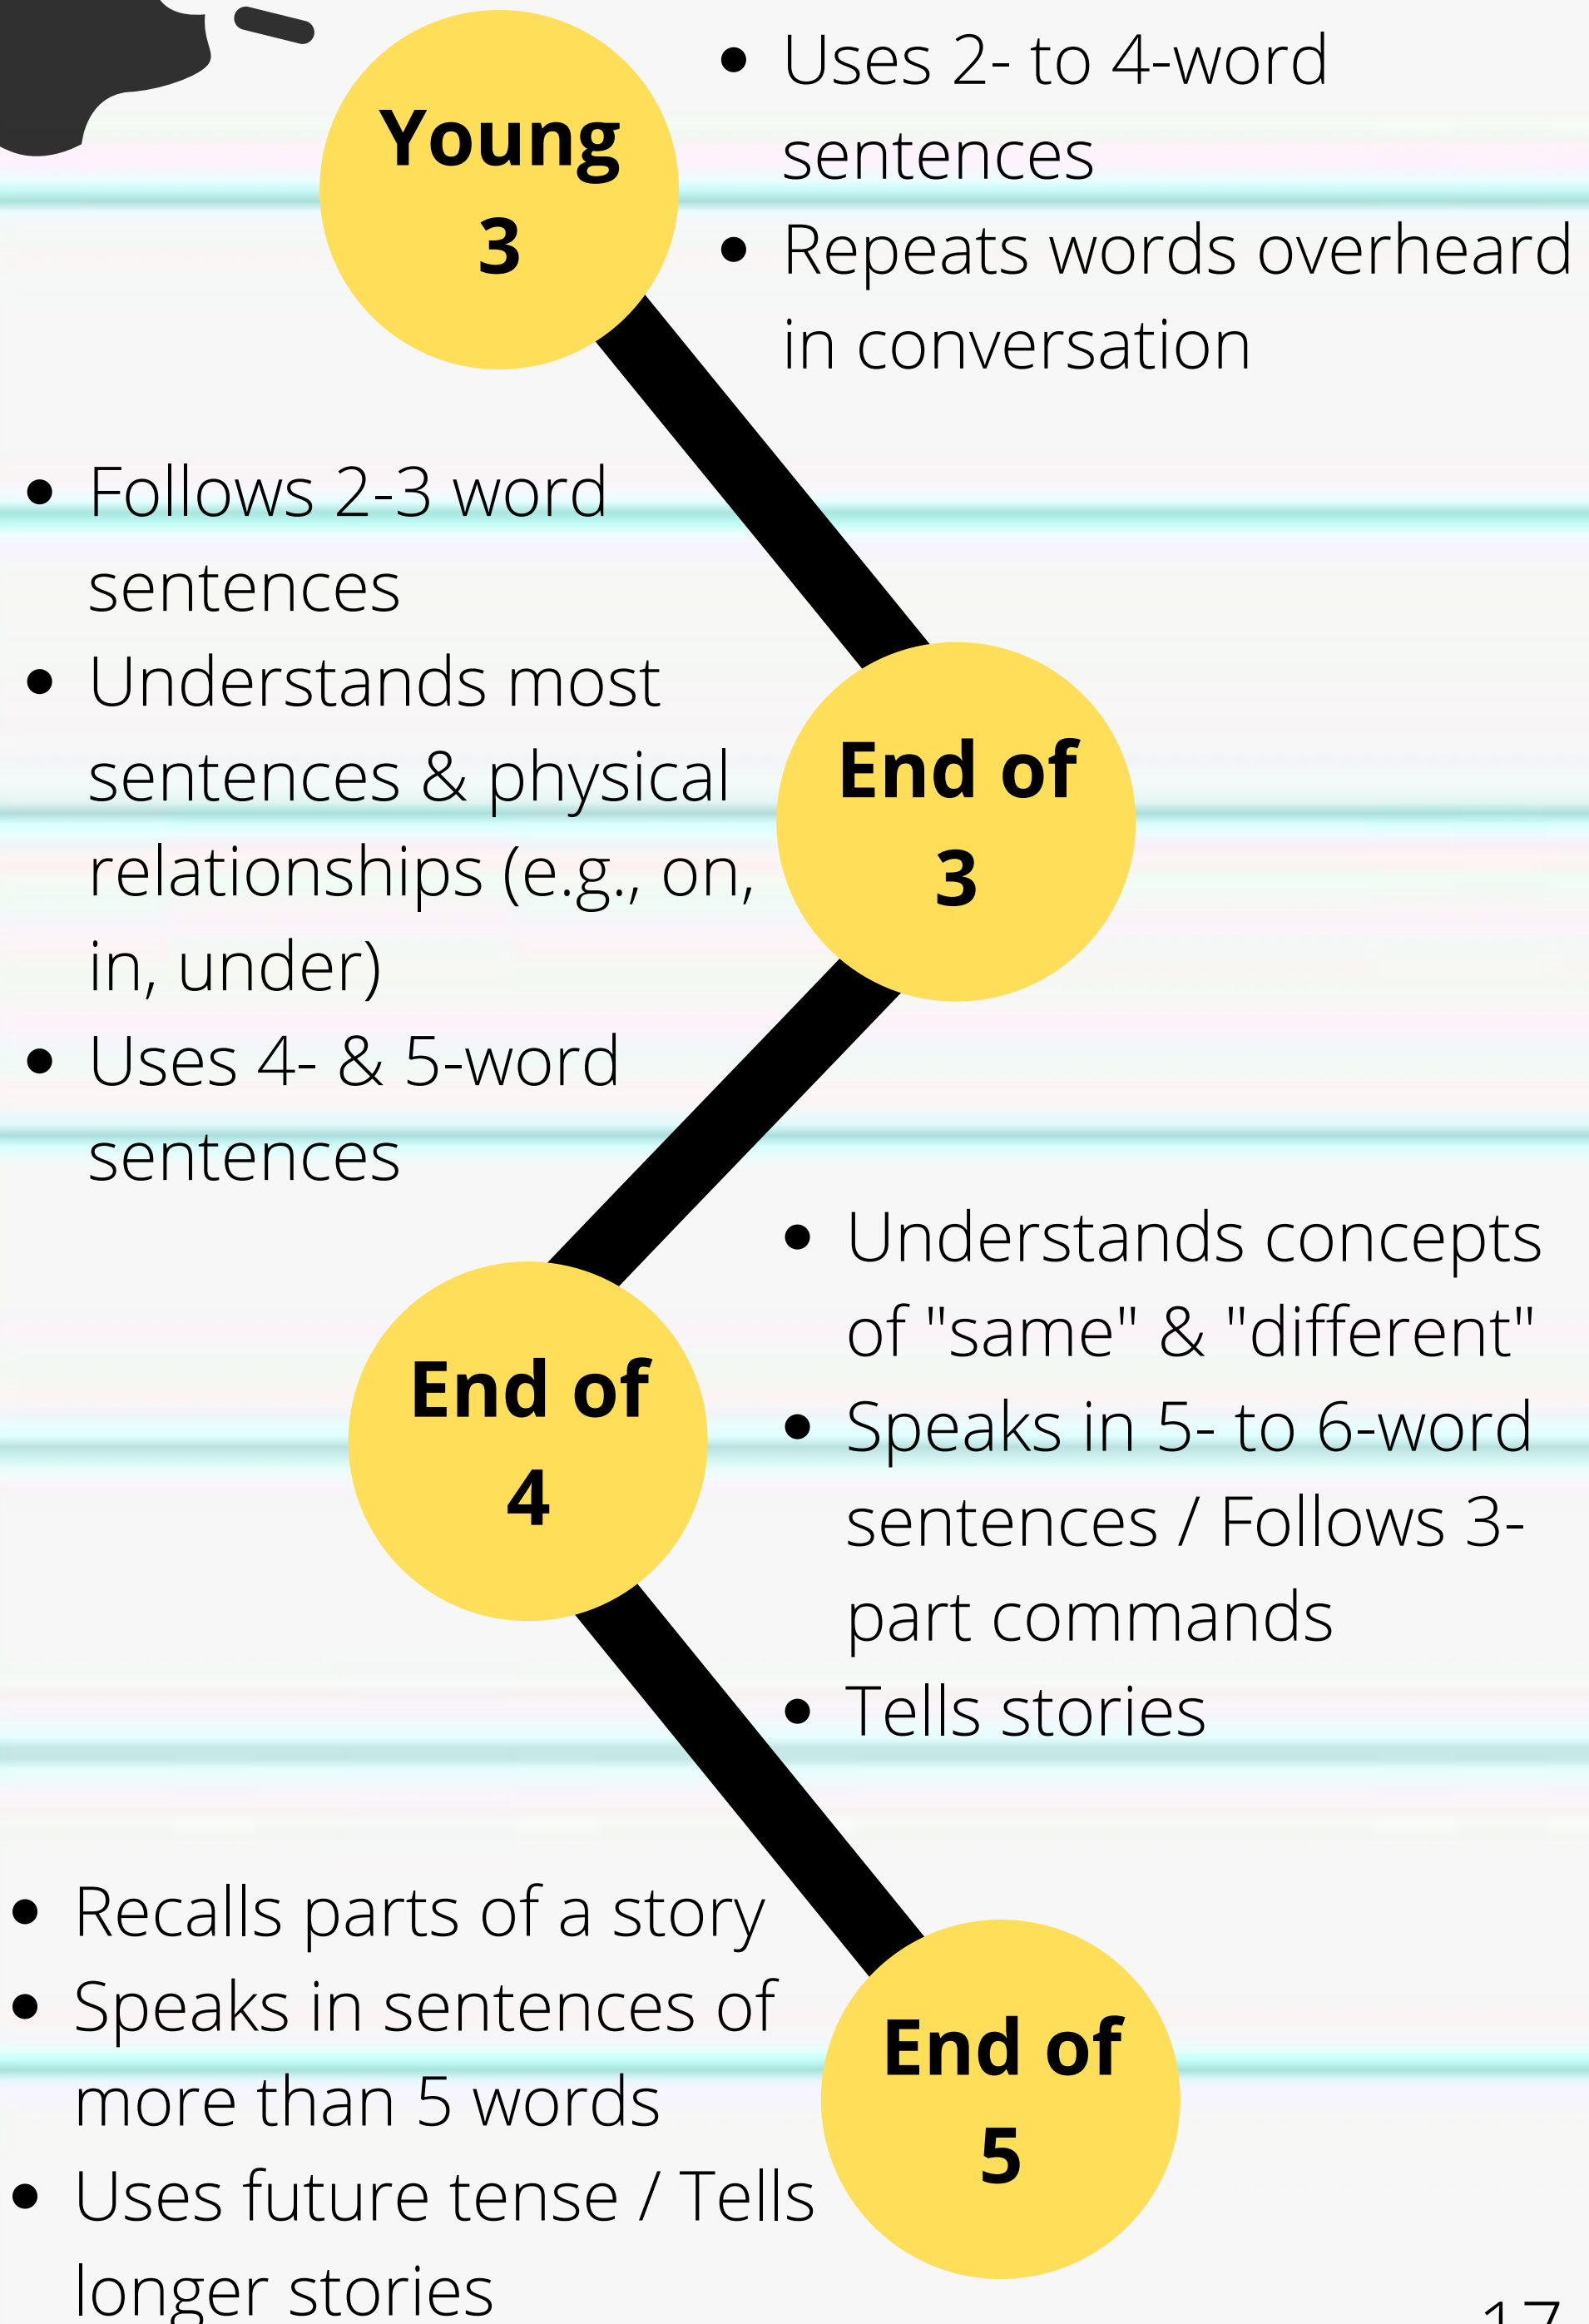 Young
3
• Uses 2- to 4-word
sentences
• Repeats words overheard
in conversation
• Follows 2-3 word
sentences
• Understands most
sentences & physical
relationships (e.g., on,
in, under)
• Uses 4- & 5-word
sentences
End of
3
End of
4
• Understands concepts
of "same" & "different"
• Speaks in 5- to 6-word
sentences / Follows 3-
part commands
• Tells stories
• Recalls parts of a story
• Speaks in sentences of
more than 5 words
• Uses future tense / Tells
longer stories
End of
5
17